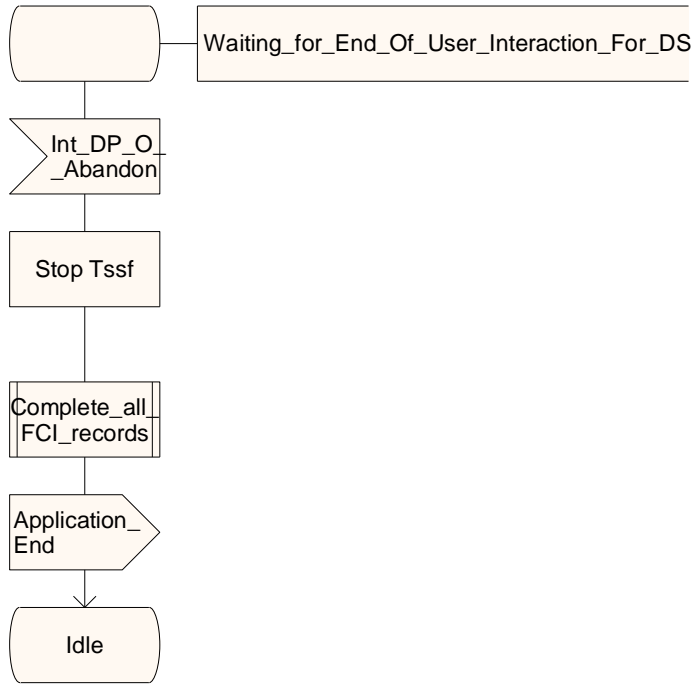 Waiting_for_End_Of_User_Interaction_For_DS
Int_DP_O_
_Abandon
Stop Tssf
Complete_all_
FCI_records
Application_
End
Idle